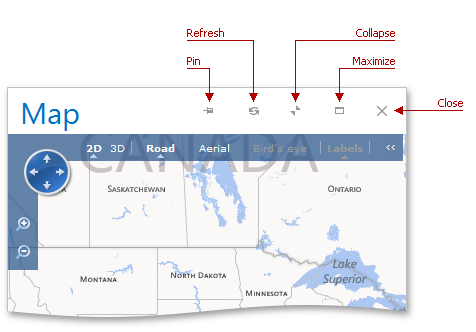 Refresh
Collapse
Pin
Maximize
Close
Map
2D 3D Road Aerial Bird's eye Labels «
CANADA
SASKATCHEWAN
ONTARIO
Lake
Superior
MONTANA
NORTH DAKOTA
MINNESOTA